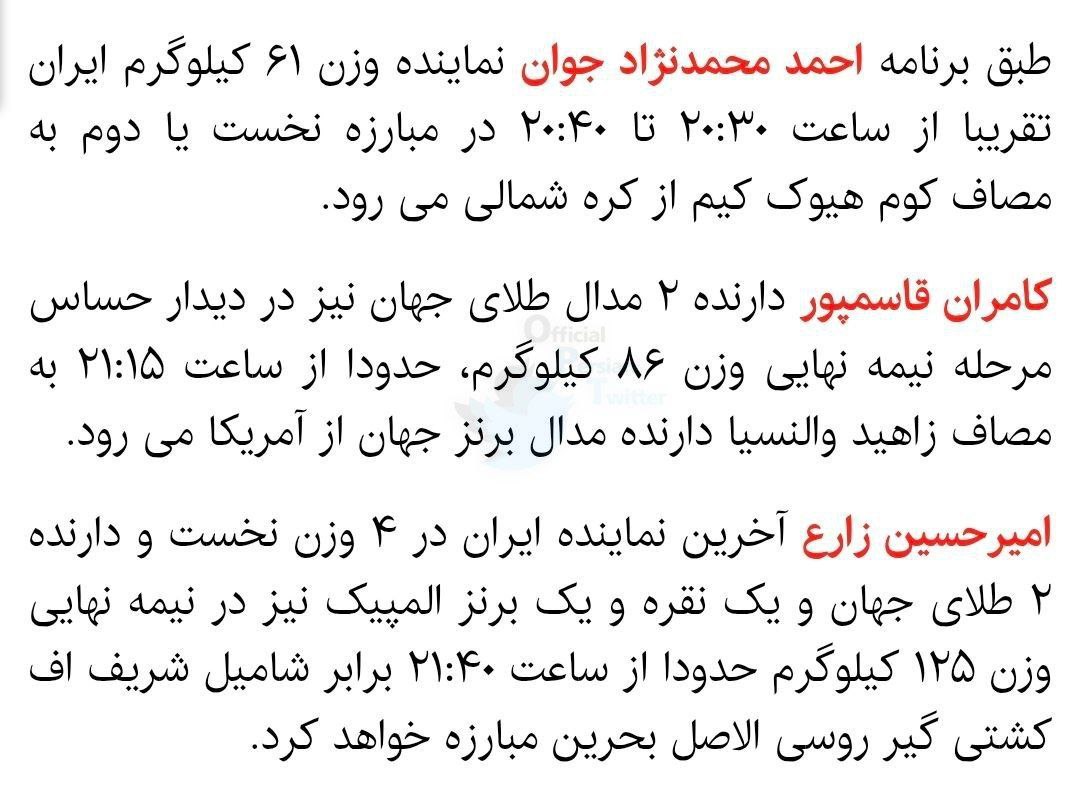 طبق برنامه احمد محمدنژاد جوان نماینده وزن ۶۱ کیلوگرم ایران
تقریبا از ساعت ۲۰:۳۰ تا ۲۰:۴۰ در مبارزه نخست یا دوم به
مصاف کوم هیوک کیم از کره شمالی می رود.
کامران قاسمپور دارنده ۲ مدال طلای جهان نیز در دیدار حساس
مرحله نیمه نهایی وزن ۸۶ کیلوگرم، حدودا از ساعت ۲۱:۱۵ به
مصاف زاهید والنسیا دارنده مدال برنز جهان از آمریکا می رود.
امیرحسین زارع آخرین نماینده ایران در ۴ وزن نخست و دارنده
۲ طلای جهان و یک نقره و یک برنز المپیک نیز در نیمه نهایی
وزن ۱۲۵ کیلوگرم حدودا از ساعت ۲۱:۴۰ برابر شامیل شریف اف
کشتی گیر روسی الاصل بحرین مبارزه خواهد کرد.
Official
Persian
Twitter